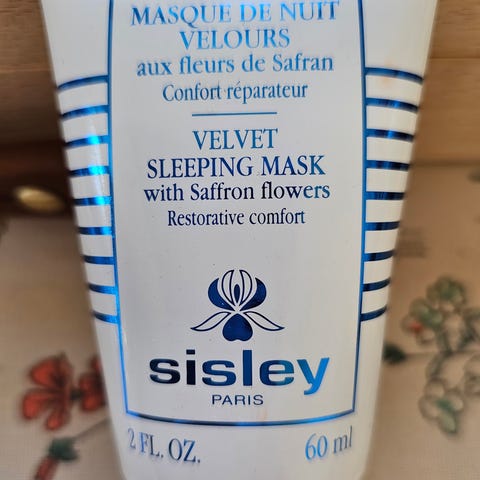 MASQUE DE NUIT
VELOURS
aux fleurs de Safran
Confort réparateur
VELVET
SLEEPING MASK
with Saffron flowers
Restorative comfort
sisley
PARIS
2 FL. OZ.
60 ml